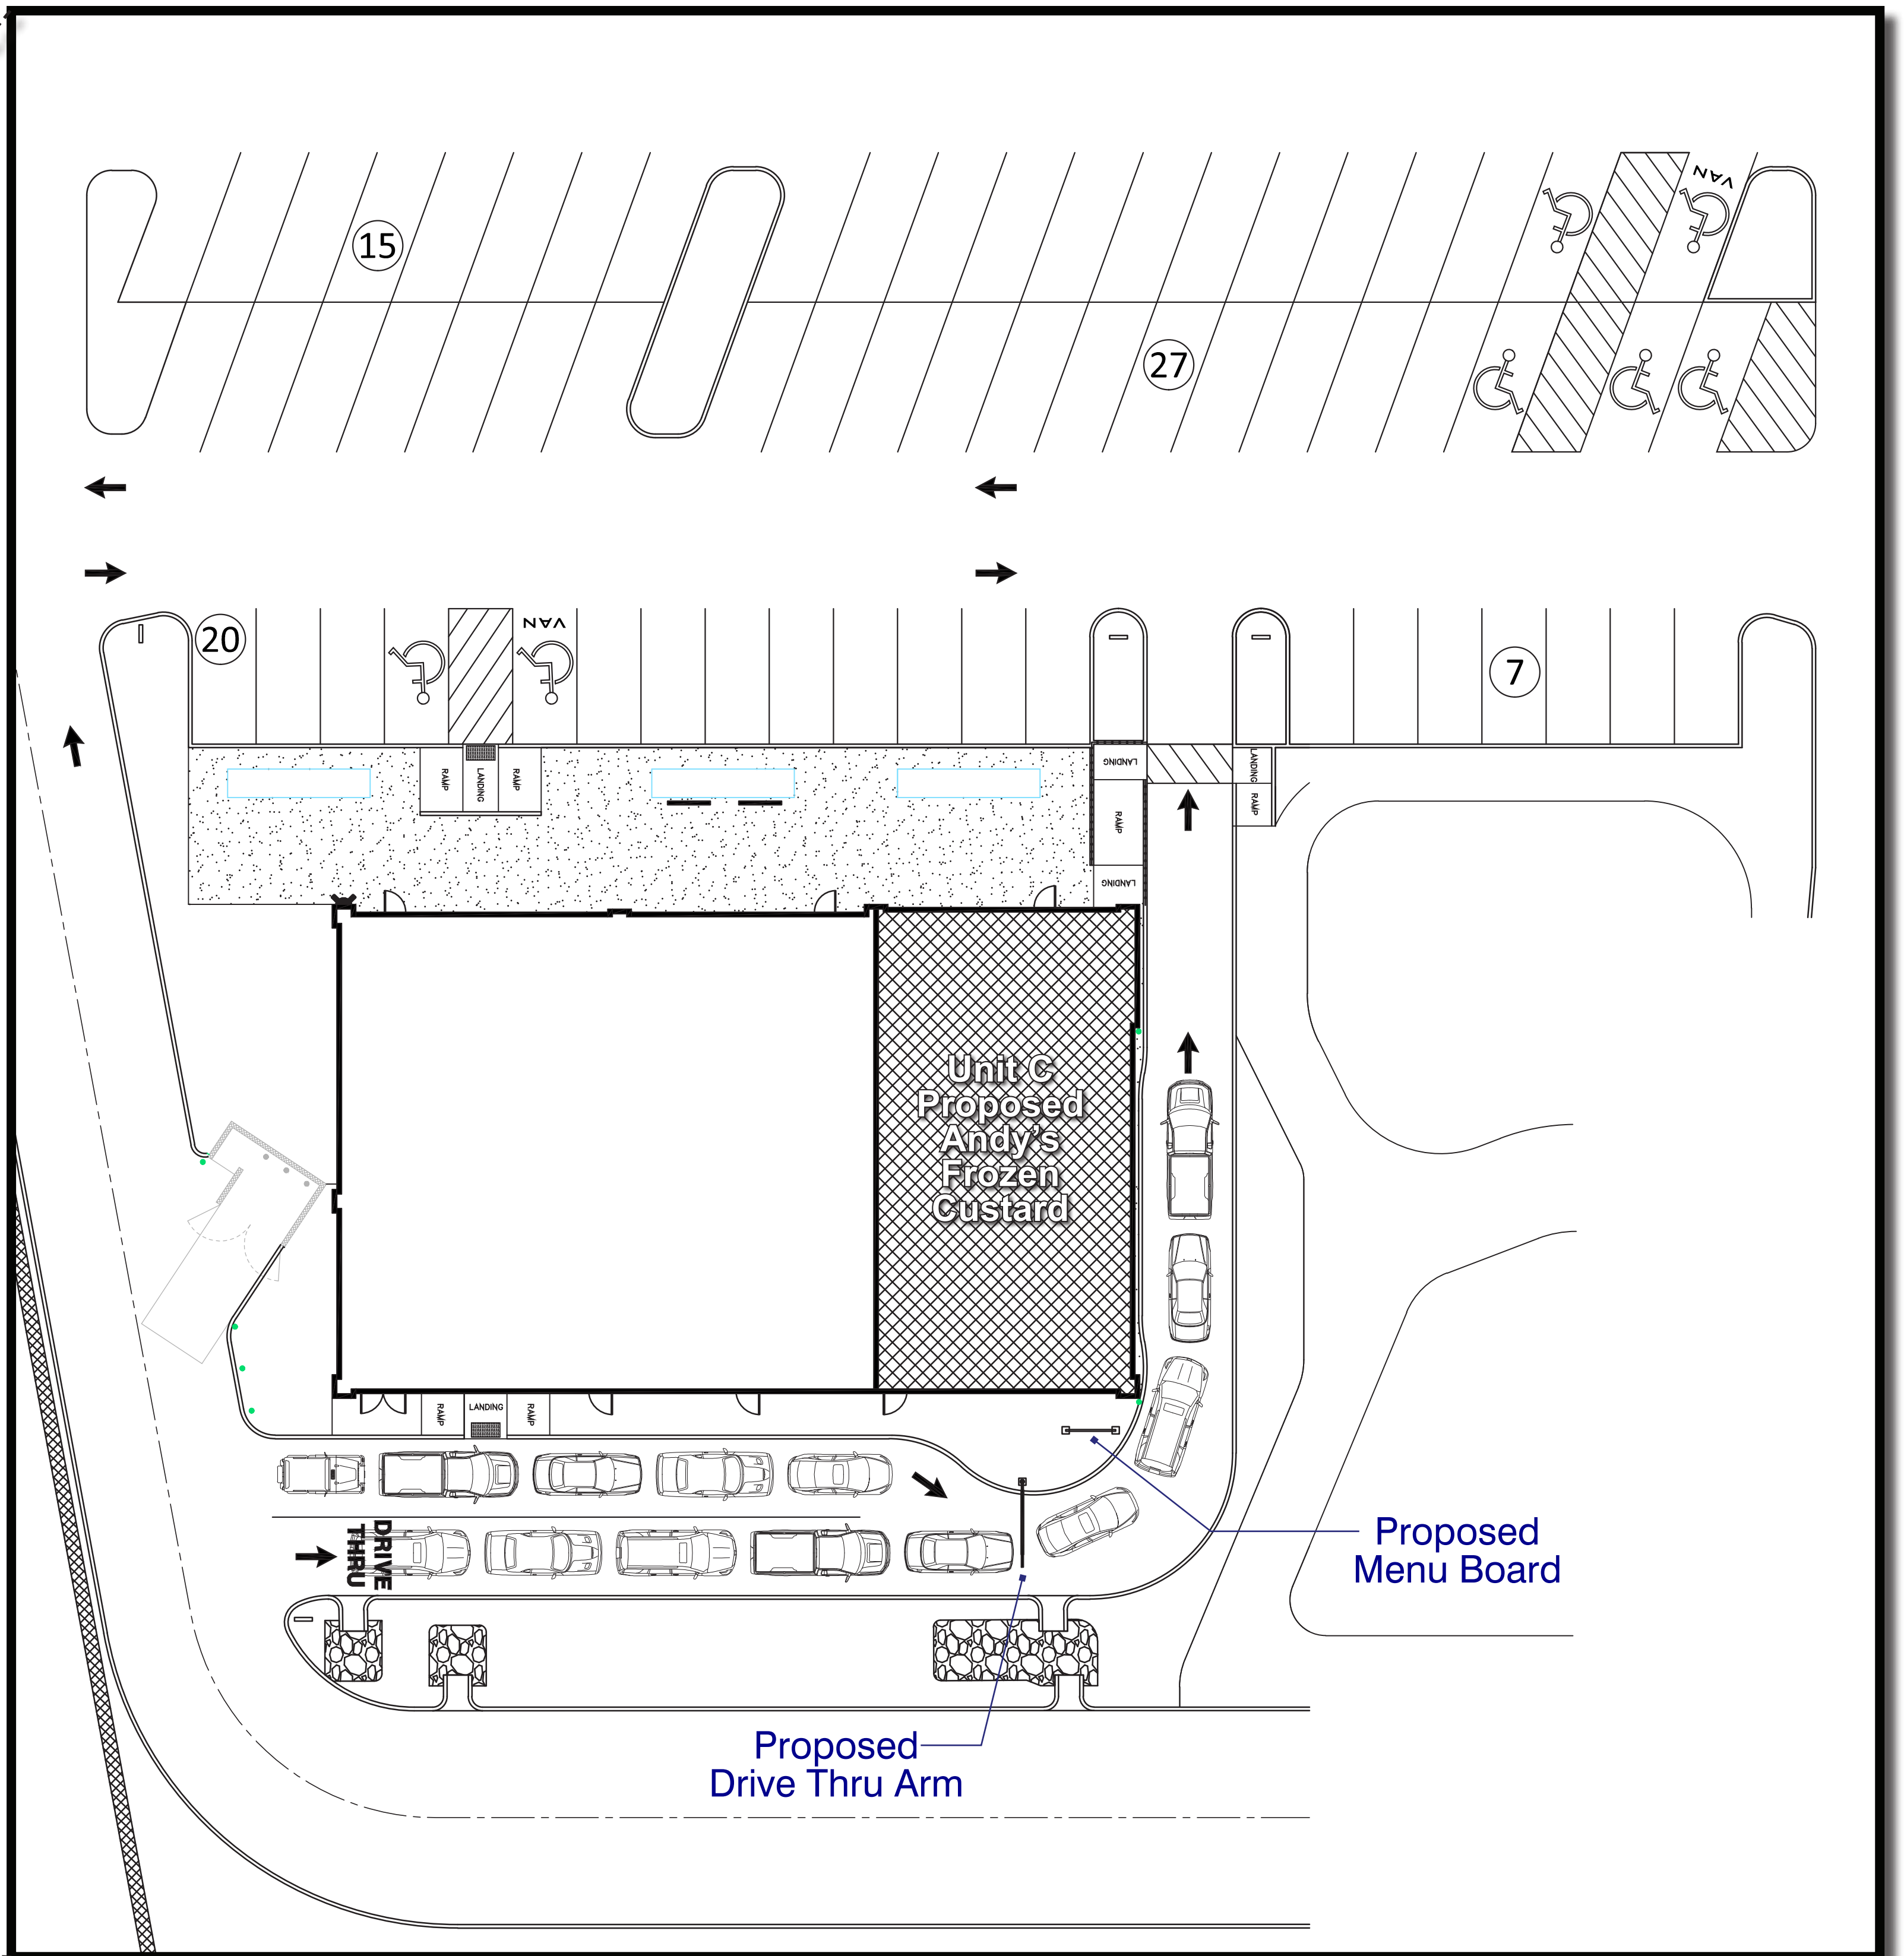 VAN
15
27
20
VAN
7
RAMP
LANDING
RAMP
LANDING
LANDING
RAMP
RAMP
LANDING
Unit C
Proposed
Andy's
Frozen
Custard
RAMP
LANDING
RAMP
DRIVE
THRU
Proposed
Menu Board
Proposed
Drive Thru Arm